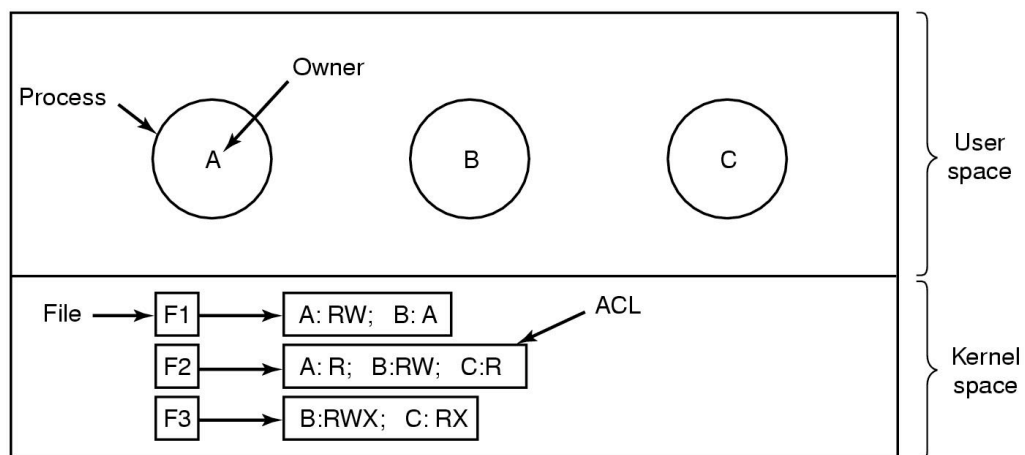 Owner
Process
A
B
C
User
space
File
F1
A: RW; B: A
ACL
F2
A: R; B:RW; C:R
F3
B:RWX; C: RX
Kernel
space